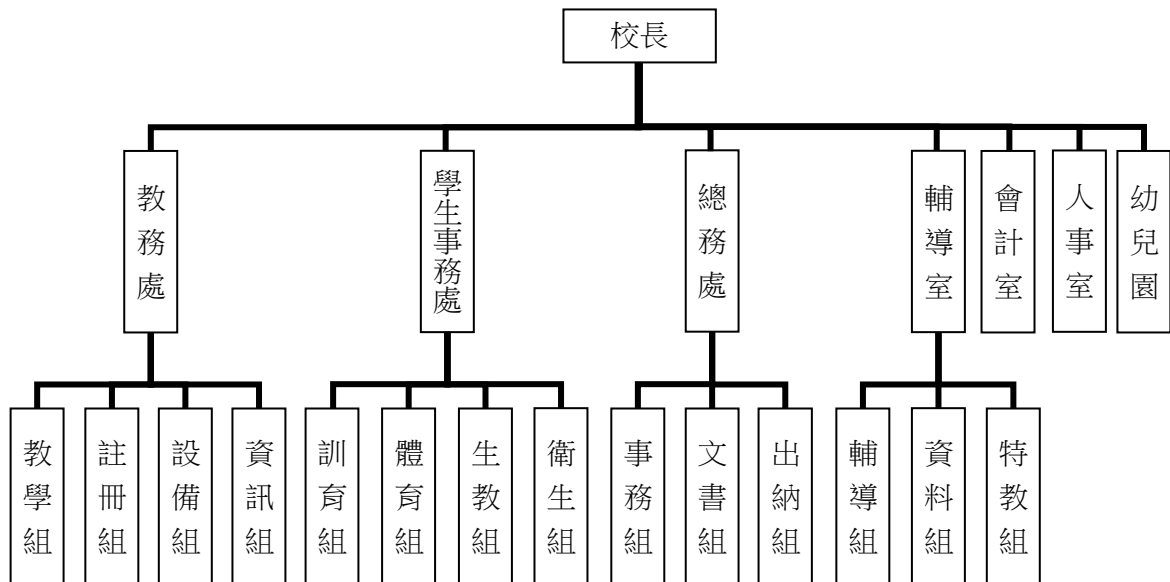 校長
教務處
學生事務處
總務處
輔導室
會計室
人事室
幼兒園
教學組
註冊組
設備組
資訊組
訓育組
體育組
生教組
衛生組
事務組
文書組
出納組
輔導組
資料組
特教組